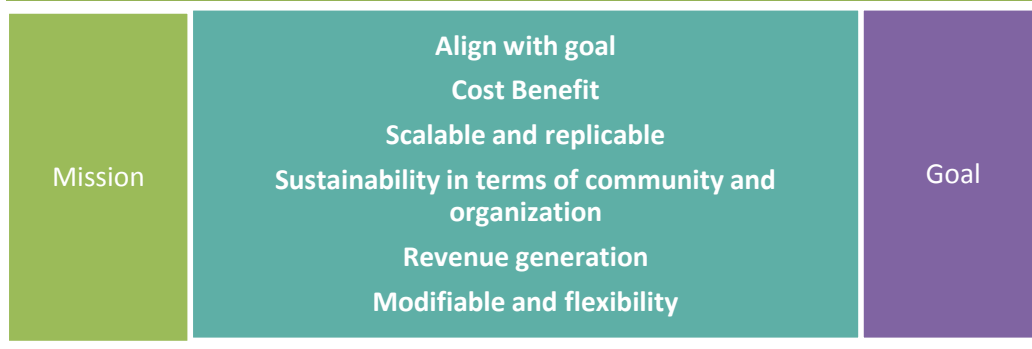 Mission
Align with goal
Cost Benefit
Scalable and replicable
Sustainability in terms of community and
organization
Revenue generation
Modifiable and flexibility
Goal